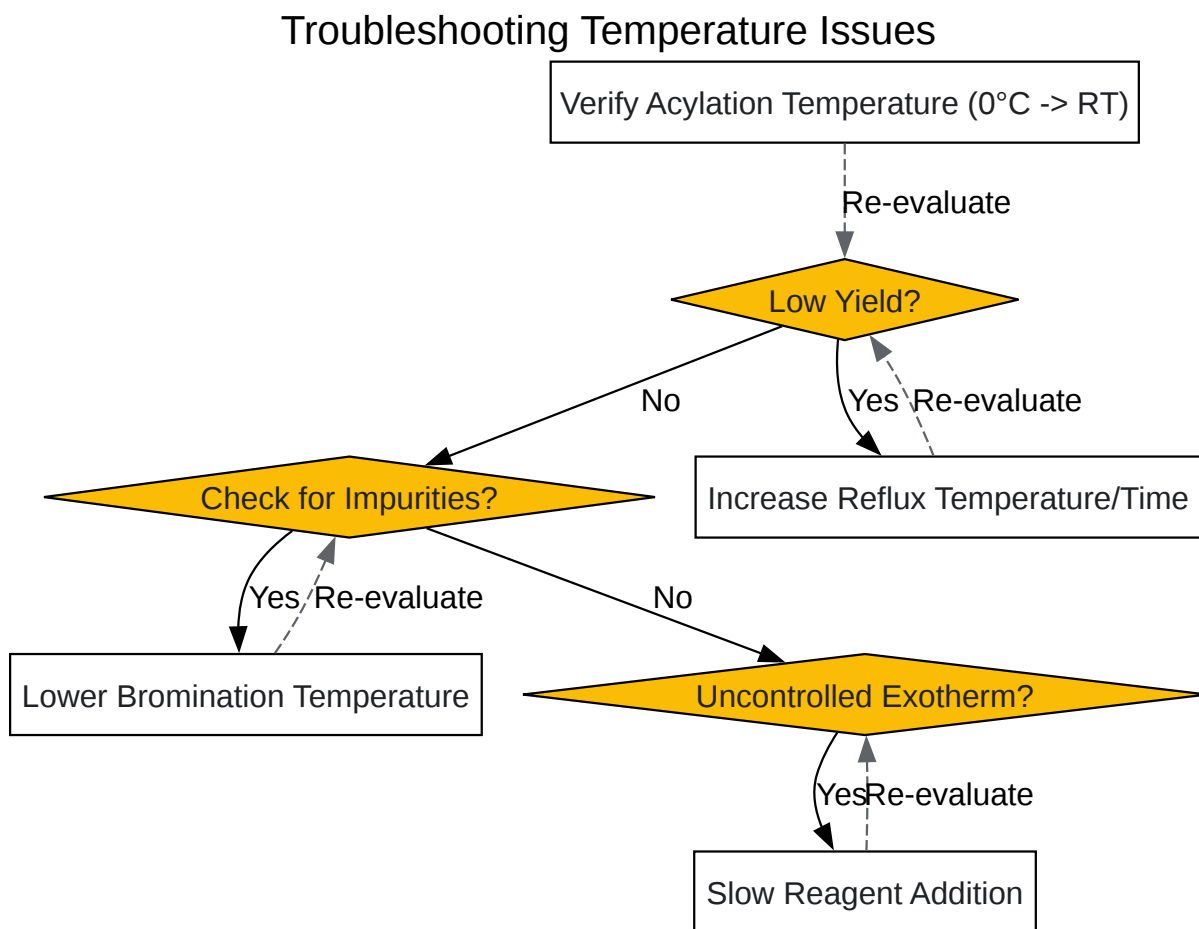 Troubleshooting Temperature Issues
Verify Acylation Temperature (0°C -> RT)
Re-evaluate
Low Yield?
No
Yes
Re-evaluate
Check for Impurities?
Increase Reflux Temperature/Time
Yes
Re-evaluate
No
Lower Bromination Temperature
Uncontrolled Exotherm?
Yes
Re-evaluate
Slow Reagent Addition